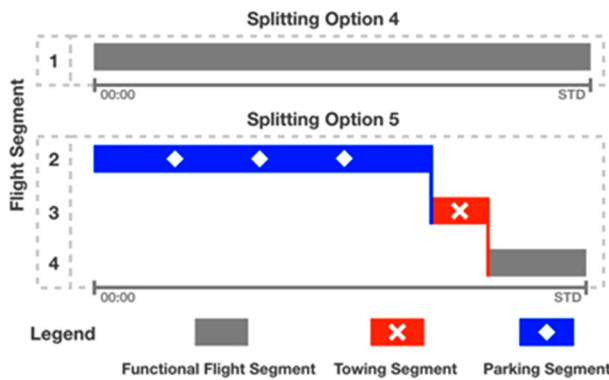 Splitting Option 4
Flight Segment
1
00:00 STD
Splitting Option 5
2
3
4
00:00 STD
Legend
Functional Flight Segment Towing Segment Parking Segment